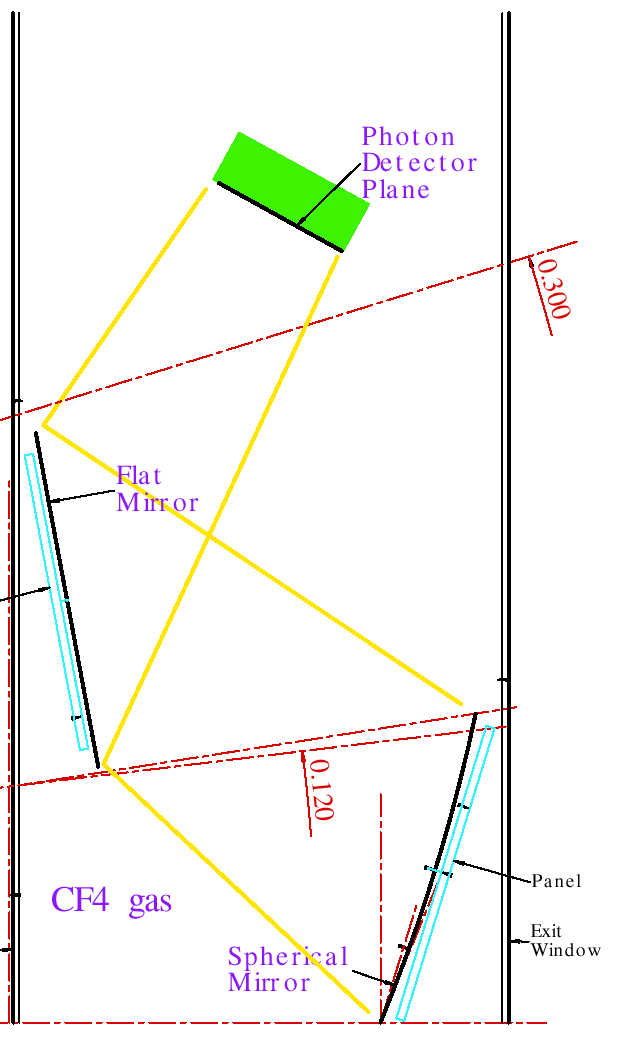 Photon
Detector
Plane
0.300
Flat
Mirror
0.120
CF4 gas
Panel
Spherical
Mirror
Exit
Window